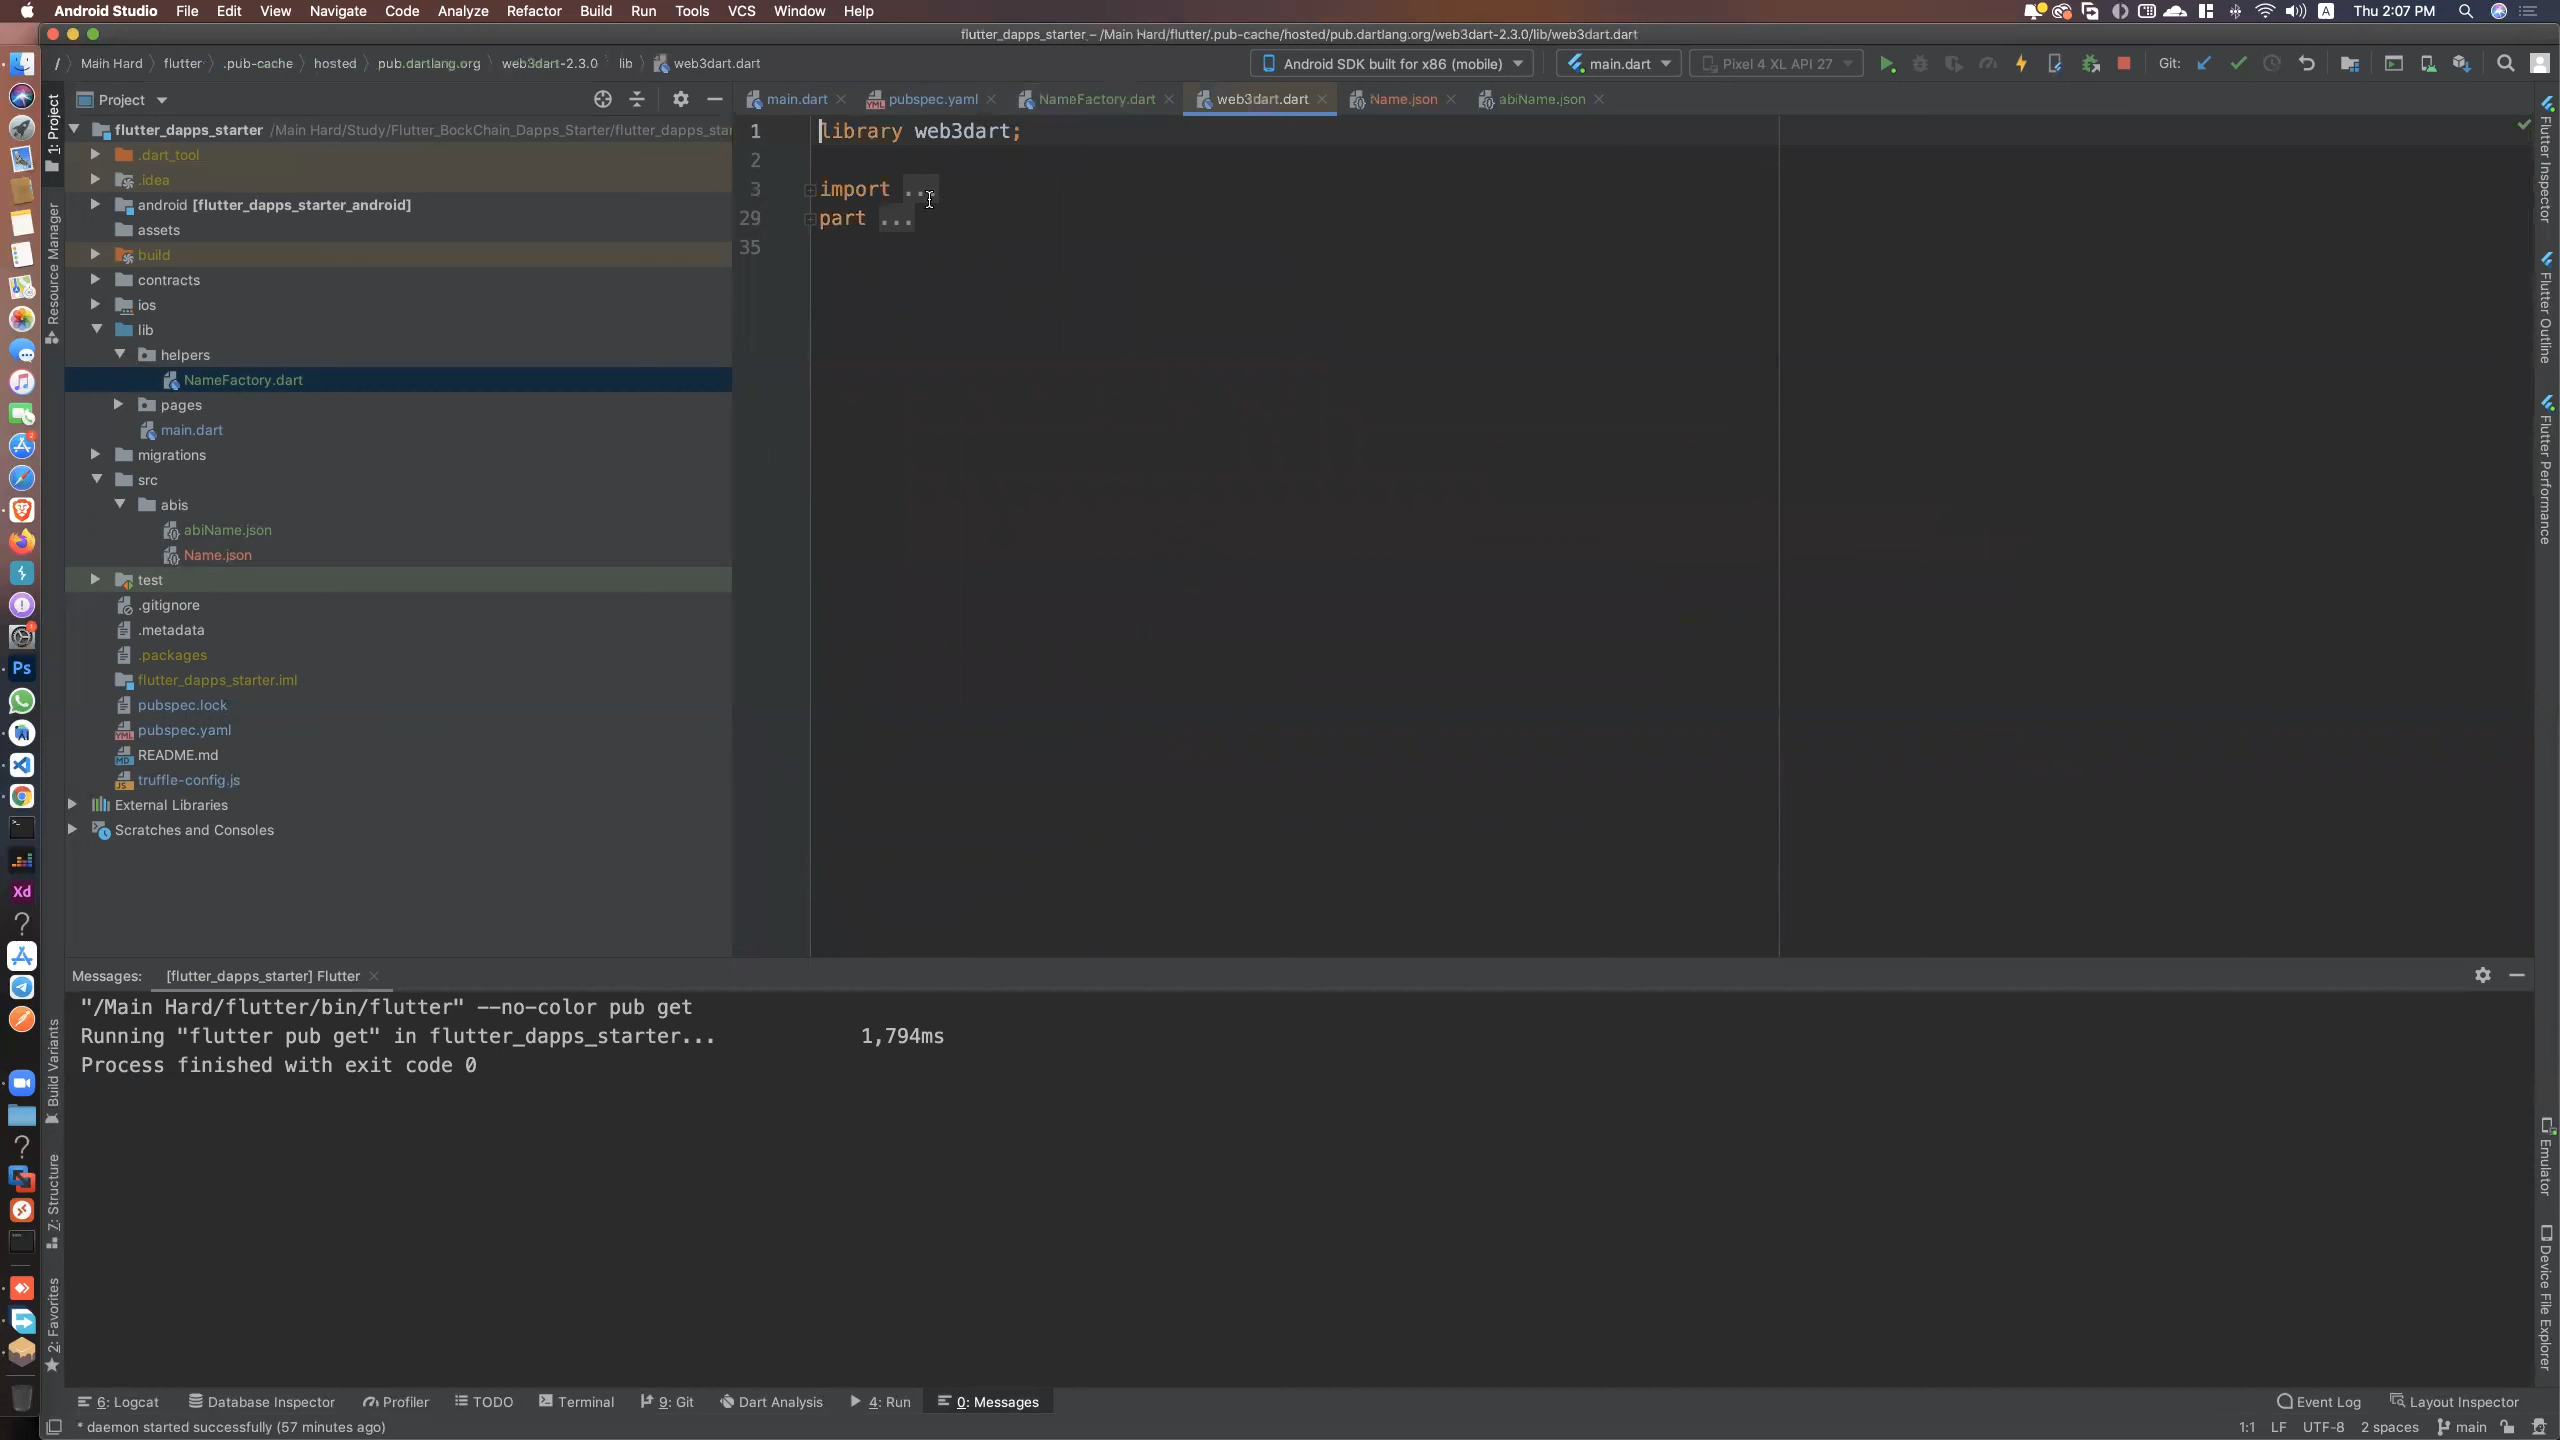 Android Studio File Edit View Navigate Code Analyze Refactor Build Run Tools VCS Window Help A Thu 2:07 PM
flutter_dapps_starter – /Main Hard/flutter/.pub-cache/hosted/pub.dartlang.org/web3dart-2.3.0/lib/web3dart.dart
/ Main Hard flutter .pub-cache hosted pub.dartlang.org web3dart-2.3.0 lib web3dart.dart Android SDK built for x86 (mobile) main.dart Pixel 4 XL API 27 Git:
Project main.dart pubspec.yaml NameFactory.dart web3dart.dart Name.json abiName.json
flutter_dapps_starter /Main Hard/Study/Flutter_BockChain_Dapps_Starter/flutter_dapps_sta
.dart_tool
.idea
android [flutter_dapps_starter_android]
assets
build
contracts
ios
lib
helpers
NameFactory.dart
pages
main.dart
migrations
src
abis
abiName.json
Name.json
test
.gitignore
.metadata
.packages
flutter_dapps_starter.iml
pubspec.lock
pubspec.yaml
README.md
truffle-config.js
External Libraries
Scratches and Consoles
1 library web3dart;
2
3 import ...
29 part ...
35
1: Project
Resource Manager
Build Variants
7: Structure
2: Favorites
Flutter Inspector
Flutter Outline
Flutter Performance
Emulator
Device File Explorer
Ps
Xd
Messages: [flutter_dapps_starter] Flutter
"/Main Hard/flutter/bin/flutter" --no-color pub get
Running "flutter pub get" in flutter_dapps_starter... 1,794ms
Process finished with exit code 0
6: Logcat Database Inspector Profiler TODO Terminal 9: Git Dart Analysis 4: Run 0: Messages Event Log Layout Inspector
* daemon started successfully (57 minutes ago) 1:1 LF UTF-8 2 spaces main